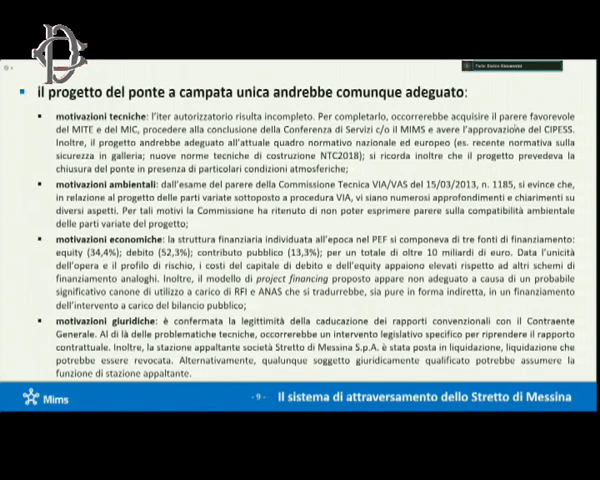 il progetto del ponte a campata unica andrebbe comunque adeguato:
motivazioni tecniche: l'iter autorizzatorio risulta incompleto. Per completarlo, occorrerebbe acquisire il parere favorevole
del MITE e del MIC, procedere alla conclusione della Conferenza di Servizi c/o il MIMS e avere l'approvazione del CIPESS.
Inoltre, il progetto andrebbe adeguato all'attuale quadro normativo nazionale ed europeo (es. recente normativa sulla
sicurezza in galleria; nuove norme tecniche di costruzione NTC2018); si ricorda inoltre che il progetto prevedeva la
chiusura del ponte in presenza di particolari condizioni atmosferiche;
motivazioni ambientali: dall'esame del parere della Commissione Tecnica VIA/VAS del 15/03/2013, n. 1185, si evince che,
in relazione al progetto delle parti variate sottoposto a procedura VIA, vi siano numerosi approfondimenti e chiarimenti su
diversi aspetti. Per tali motivi la Commissione ha ritenuto di non poter esprimere parere sulla compatibilità ambientale
delle parti variate del progetto;
motivazioni economiche: la struttura finanziaria individuata all'epoca nel PEF si componeva di tre fonti di finanziamento:
equity (34,4%); debito (52,3%); contributo pubblico (13,3%); per un totale di oltre 10 miliardi di euro. Data l'unicità
dell'opera e il profilo di rischio, i costi del capitale di debito e dell'equity appaiono elevati rispetto ad altri schemi di
finanziamento analoghi. Inoltre, il modello di project financing proposto appare non adeguato a causa di un probabile
significativo canone di utilizzo a carico di RFI e ANAS che si tradurrebbe, sia pure in forma indiretta, in un finanziamento
dell'intervento a carico del bilancio pubblico;
motivazioni giuridiche: è confermata la legittimità della caducazione dei rapporti convenzionali con il Contraente
Generale. Al di là delle problematiche tecniche, occorrerebbe un intervento legislativo specifico per riprendere il rapporto
contrattuale. Inoltre, la stazione appaltante società Stretto di Messina S.p.A. è stata posta in liquidazione, liquidazione che
potrebbe essere revocata. Alternativamente, qualunque soggetto giuridicamente qualificato potrebbe assumere la
funzione di stazione appaltante.
Mims - 9 - Il sistema di attraversamento dello Stretto di Messina